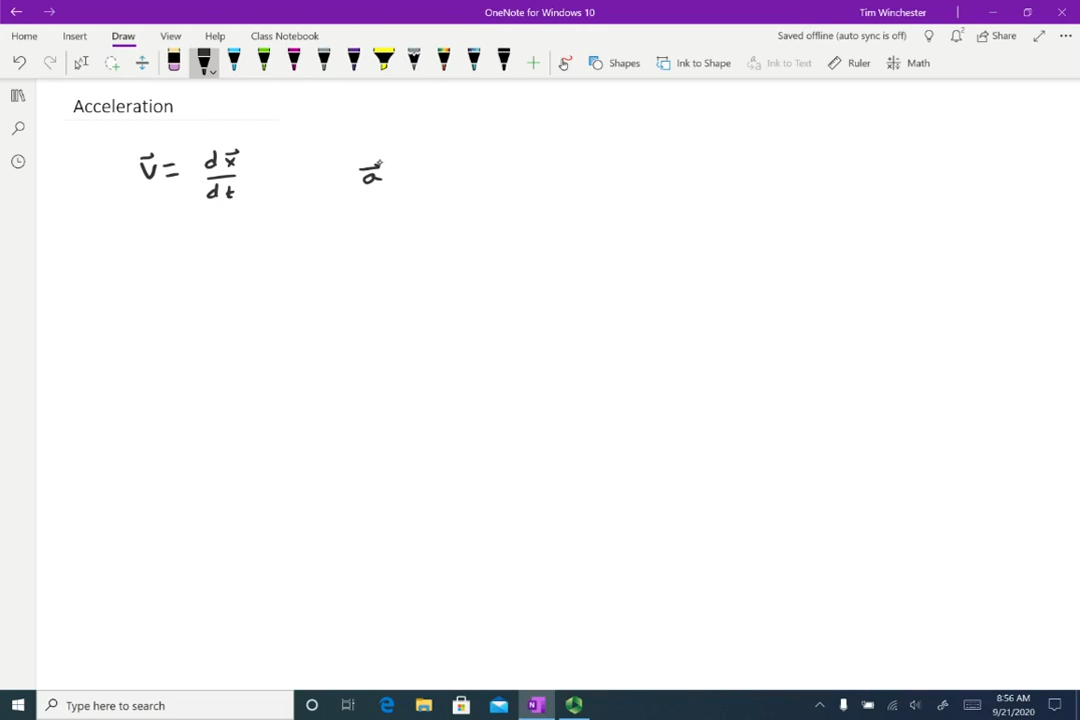 OneNote for Windows 10
Tim Winchester
Home Insert Draw View Help Class Notebook
Saved offline (auto sync is off) Share
Shapes Ink to Shape Ink to Text Ruler Math
Acceleration
v⃗ = dx⃗/dt a⃗
Type here to search
8:56 AM
9/21/2020